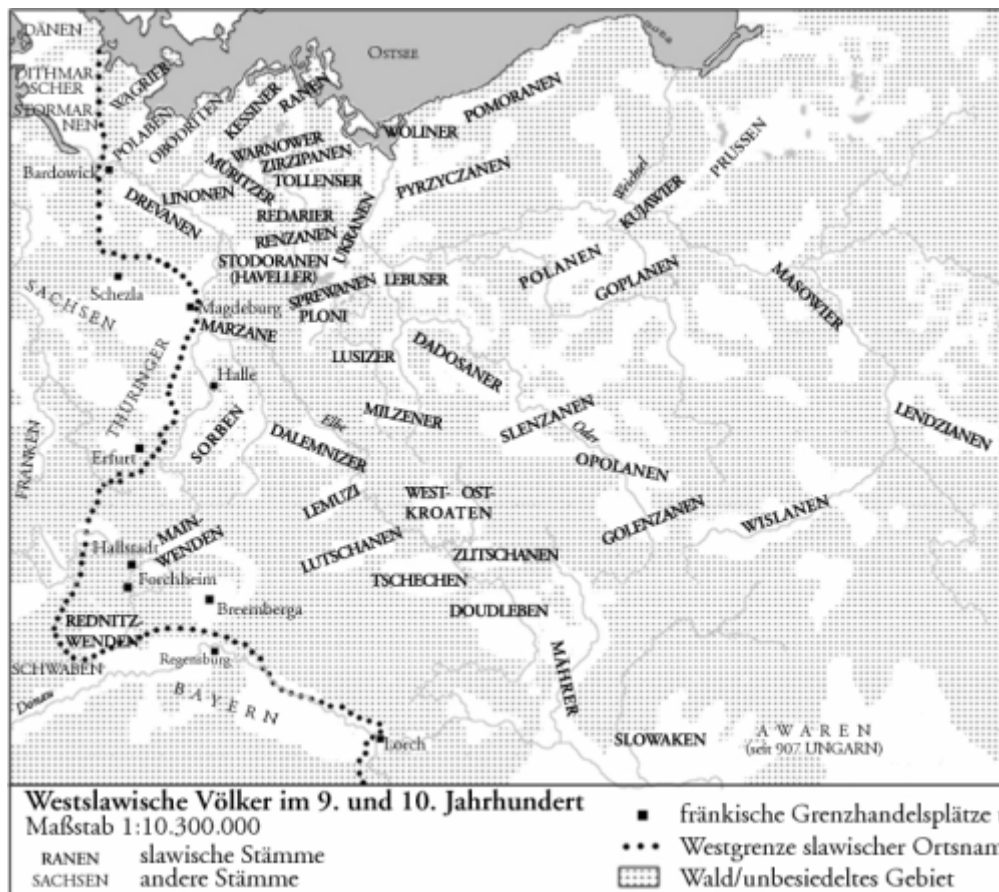 DÄNEN
OSTSEE
DITHMAR
SCHER
WAGRIER
STORMAR
NEN
POLABEN
OBODRITEN
KESSINER
RANEN
WOLINER
POMORANEN
PRUSSEN
Bardowick
WARNOWER
ZIRZIPANEN
MÜRITZER
TOLLENSER
PYRZYCZANEN
Weichsel
KUJAWIER
DREVANEN
LINONEN
REDARIER
RENZANEN
UKRANEN
STODORANEN
(HAVELLER)
SPREWANEN
LEBUSER
PLONI
POLANEN
GOPLANEN
MASOWIER
Schezla
SACHSEN
Magdeburg
MARZANE
LUSIZER
DADOSANER
THÜRINGER
Halle
MILZENER
Elbe
SLENZANEN
Oder
LENDZIANEN
FRANKEN
Erfurt
SORBEN
DALEMNIZER
OPOLANEN
LEMUZI
WEST- OST-
KROATEN
GOLENZANEN
WISLANEN
MAIN-
WENDEN
Hallstadt
LUTSCHANEN
ZLITSCHANEN
Forchheim
TSCHECHEN
Breemberga
DOUDLEBEN
REDNITZ-
WENDEN
SCHWABEN
Regensburg
Donau
BAYERN
MÄHRER
Lorch
SLOWAKEN
AWAREN
(seit 907 UNGARN)
Westslawische Völker im 9. und 10. Jahrhundert
Maßstab 1:10.300.000
RANEN slawische Stämme
SACHSEN andere Stämme
fränkische Grenzhandelsplätze
Westgrenze slawischer Ortsnam
Wald/unbesiedeltes Gebiet